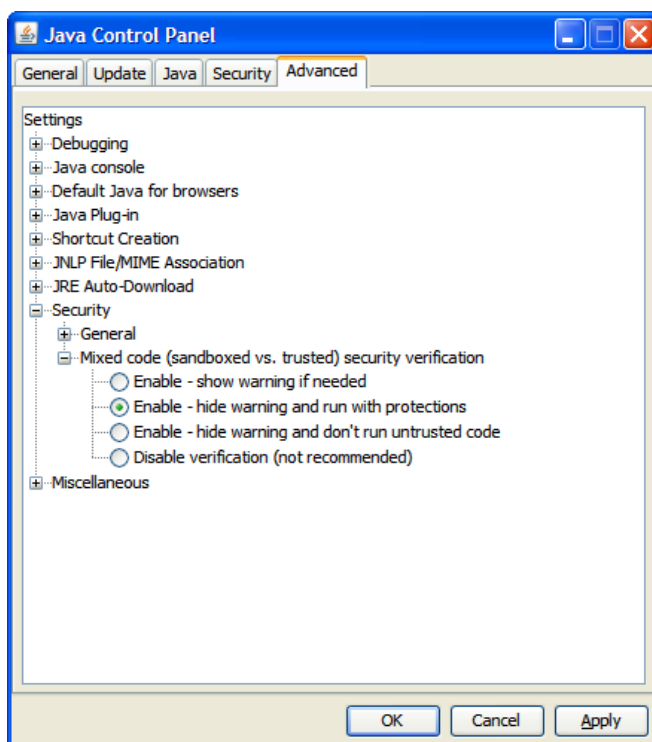 Java Control Panel
General Update Java Security Advanced
Settings
Debugging
Java console
Default Java for browsers
Java Plug-in
Shortcut Creation
JNLP File/MIME Association
JRE Auto-Download
Security
General
Mixed code (sandboxed vs. trusted) security verification
Enable - show warning if needed
Enable - hide warning and run with protections
Enable - hide warning and don't run untrusted code
Disable verification (not recommended)
Miscellaneous
OK Cancel Apply